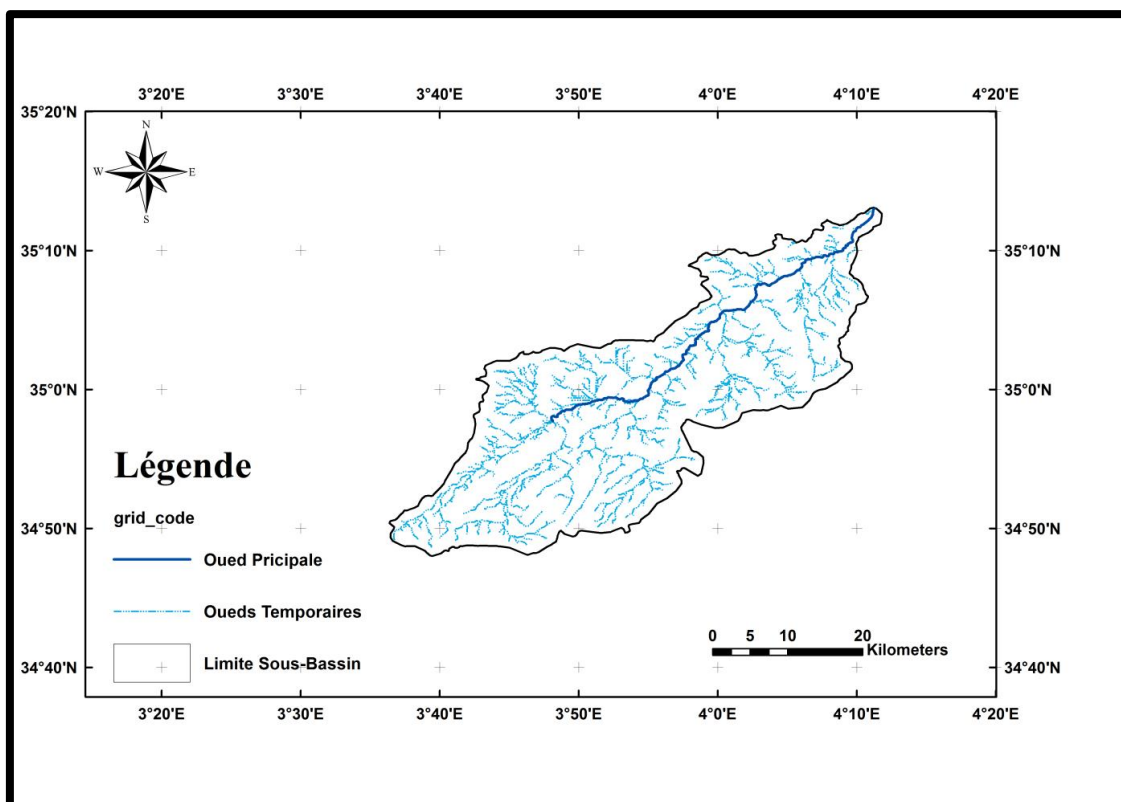 3°20'E 3°30'E 3°40'E 3°50'E 4°0'E 4°10'E 4°20'E
35°20'N
N
W E
S
35°10'N 35°10'N
35°0'N 35°0'N
Légende
grid_code
34°50'N 34°50'N
Oued Pricipale
Oueds Temporaires
0 5 10 20
Kilometers
Limite Sous-Bassin
34°40'N 34°40'N
3°20'E 3°30'E 3°40'E 3°50'E 4°0'E 4°10'E 4°20'E